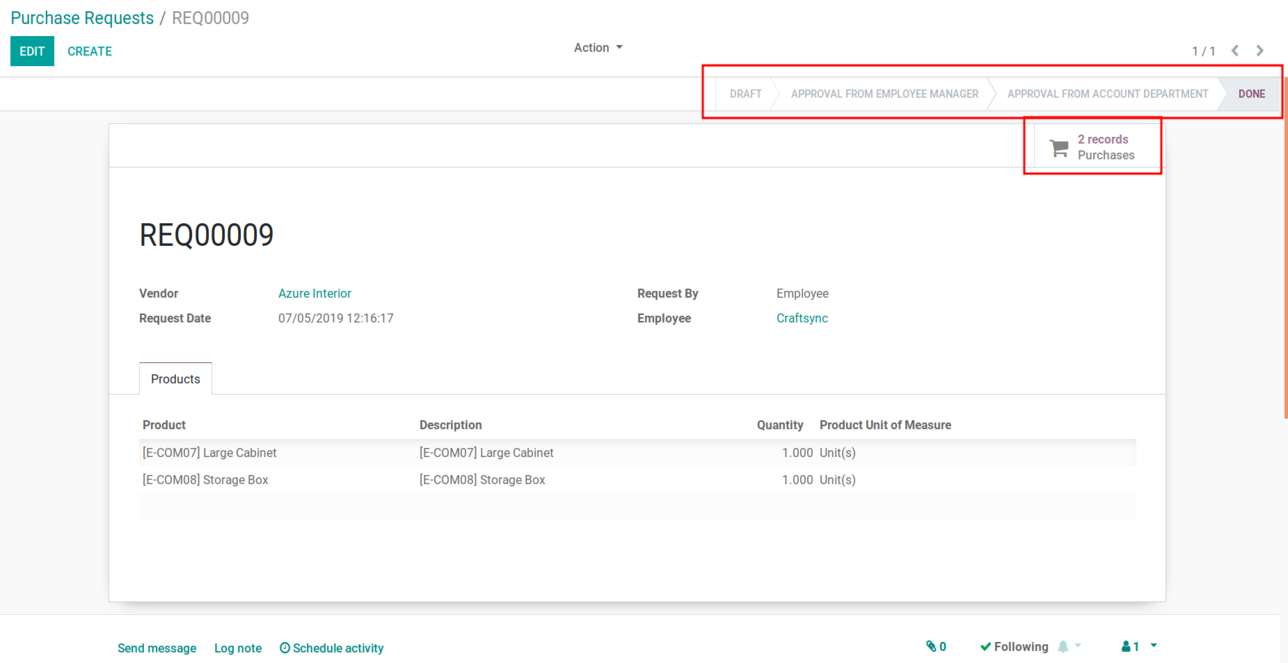 Purchase Requests / REQ00009
EDIT CREATE Action 1 / 1
DRAFT APPROVAL FROM EMPLOYEE MANAGER APPROVAL FROM ACCOUNT DEPARTMENT DONE
2 records
Purchases
REQ00009
Vendor Azure Interior Request By Employee
Request Date 07/05/2019 12:16:17 Employee Craftsync
Products
Product Description Quantity Product Unit of Measure
[E-COM07] Large Cabinet [E-COM07] Large Cabinet 1.000 Unit(s)
[E-COM08] Storage Box [E-COM08] Storage Box 1.000 Unit(s)
Send message Log note Schedule activity 0 Following 1